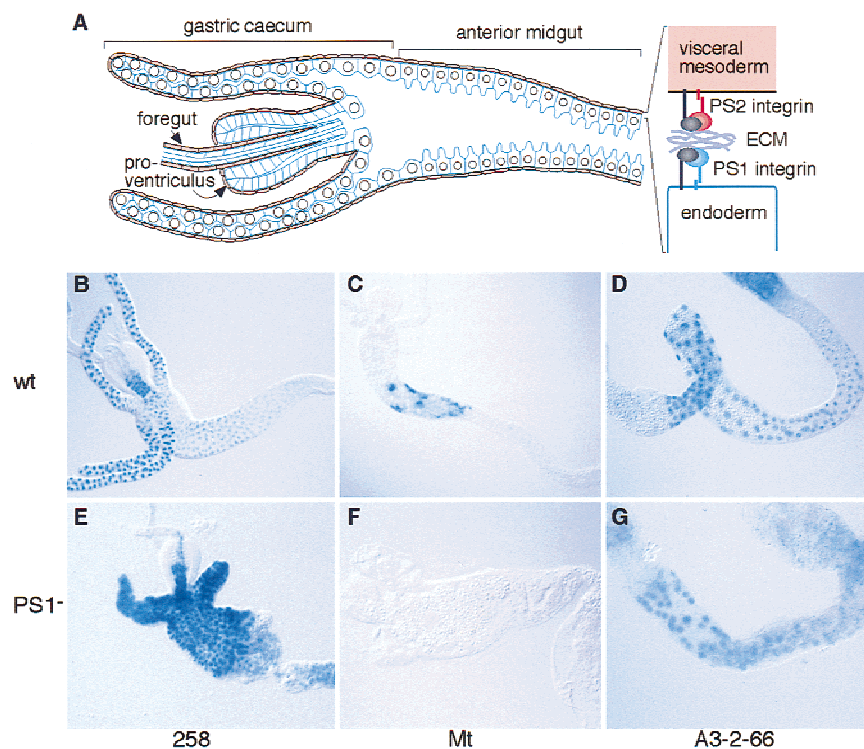 A
gastric caecum
anterior midgut
visceral
mesoderm
foregut
PS2 integrin
ECM
pro-
ventriculus
PS1 integrin
endoderm
B
C
D
wt
E
F
G
PS1-
258
Mt
A3-2-66